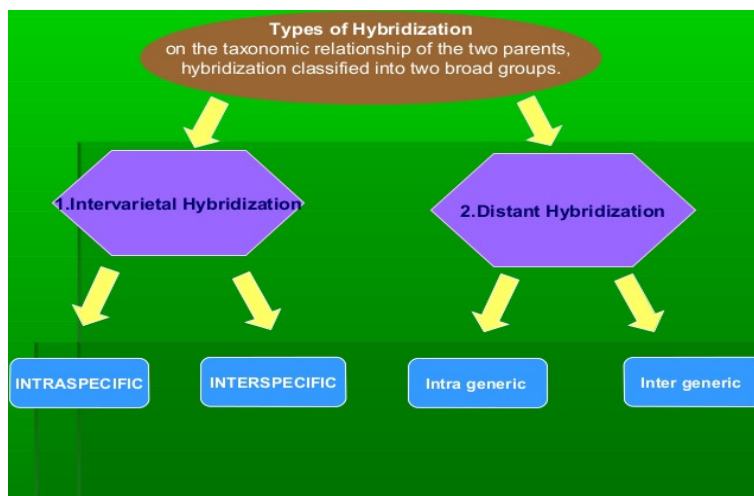 Types of Hybridization
on the taxonomic relationship of the two parents,
hybridization classified into two broad groups.
1.Intervarietal Hybridization
2.Distant Hybridization
INTRASPECIFIC
INTERSPECIFIC
Intra generic
Inter generic